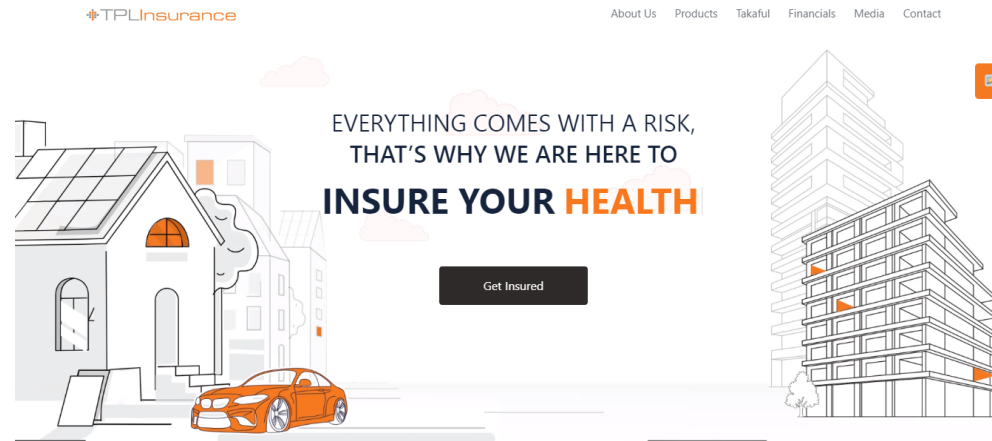 TPLInsurance
About Us Products Takaful Financials Media Contact
EVERYTHING COMES WITH A RISK,
THAT'S WHY WE ARE HERE TO
INSURE YOUR HEALTH
Get Insured